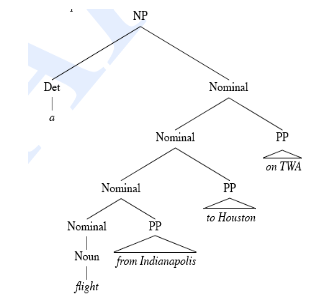 NP
Det Nominal
a
Nominal PP
on TWA
Nominal PP
to Houston
Nominal PP
Noun from Indianapolis
flight